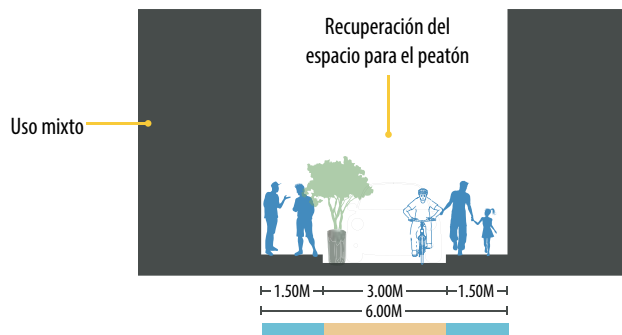 Recuperación del
espacio para el peatón
Uso mixto
1.50M 3.00M 1.50M
6.00M